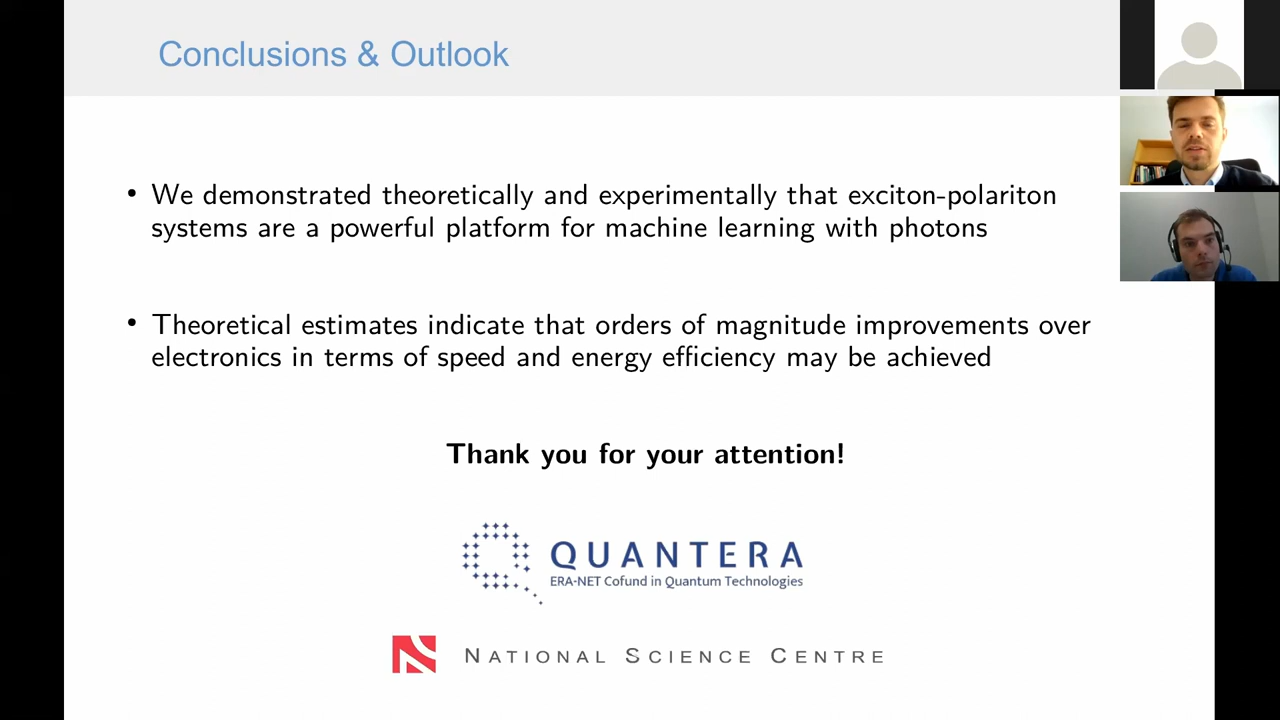 Conclusions & Outlook
• We demonstrated theoretically and experimentally that exciton-polariton
systems are a powerful platform for machine learning with photons
• Theoretical estimates indicate that orders of magnitude improvements over
electronics in terms of speed and energy efficiency may be achieved
Thank you for your attention!
QUANTERA
ERA-NET Cofund in Quantum Technologies
NATIONAL SCIENCE CENTRE